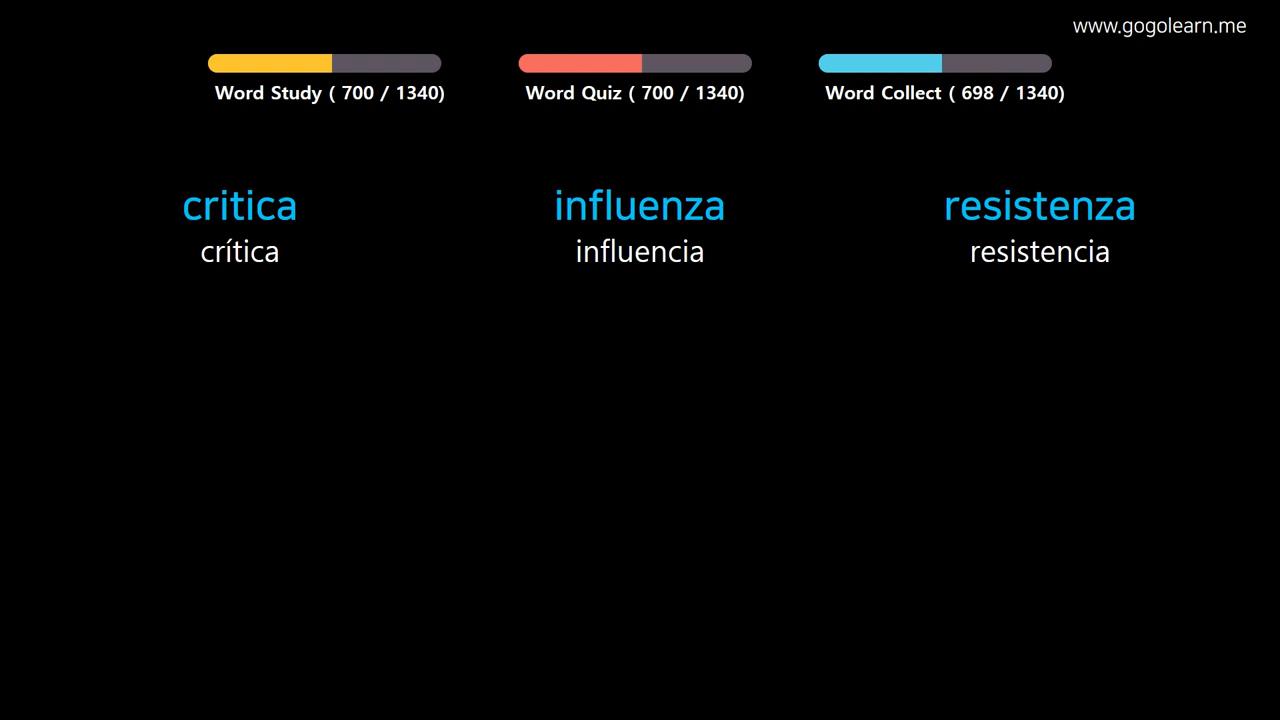 www.gogolearn.me
Word Study ( 700 / 1340)
Word Quiz ( 700 / 1340)
Word Collect ( 698 / 1340)
critica
crítica
influenza
influencia
resistenza
resistencia